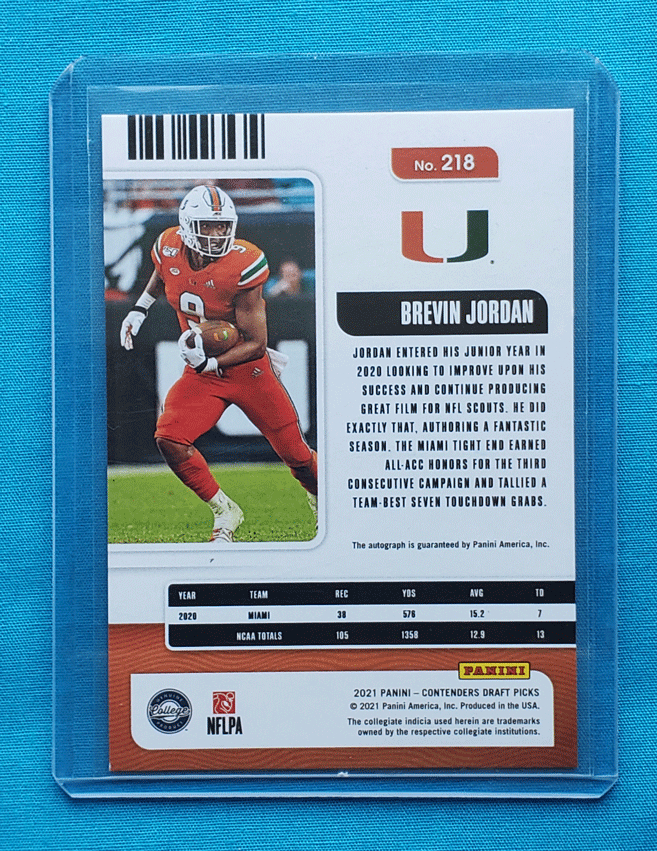 No. 218
U
9
BREVIN JORDAN
JORDAN ENTERED HIS JUNIOR YEAR IN
2020 LOOKING TO IMPROVE UPON HIS
SUCCESS AND CONTINUE PRODUCING
GREAT FILM FOR NFL SCOUTS. HE DID
EXACTLY THAT, AUTHORING A FANTASTIC
SEASON. THE MIAMI TIGHT END EARNED
ALL-ACC HONORS FOR THE THIRD
CONSECUTIVE CAMPAIGN AND TALLIED A
TEAM-BEST SEVEN TOUCHDOWN GRABS.
The autograph is guaranteed by Panini America, Inc.
YEAR TEAM REC YDS AVG TD
2020 MIAMI 38 576 15.2 7
NCAA TOTALS 105 1358 12.9 13
PANINI
2021 PANINI – CONTENDERS DRAFT PICKS
© 2021 Panini America, Inc. Produced in the USA.
The collegiate indicia used herein are trademarks
owned by the respective collegiate institutions.
College
NFLPA